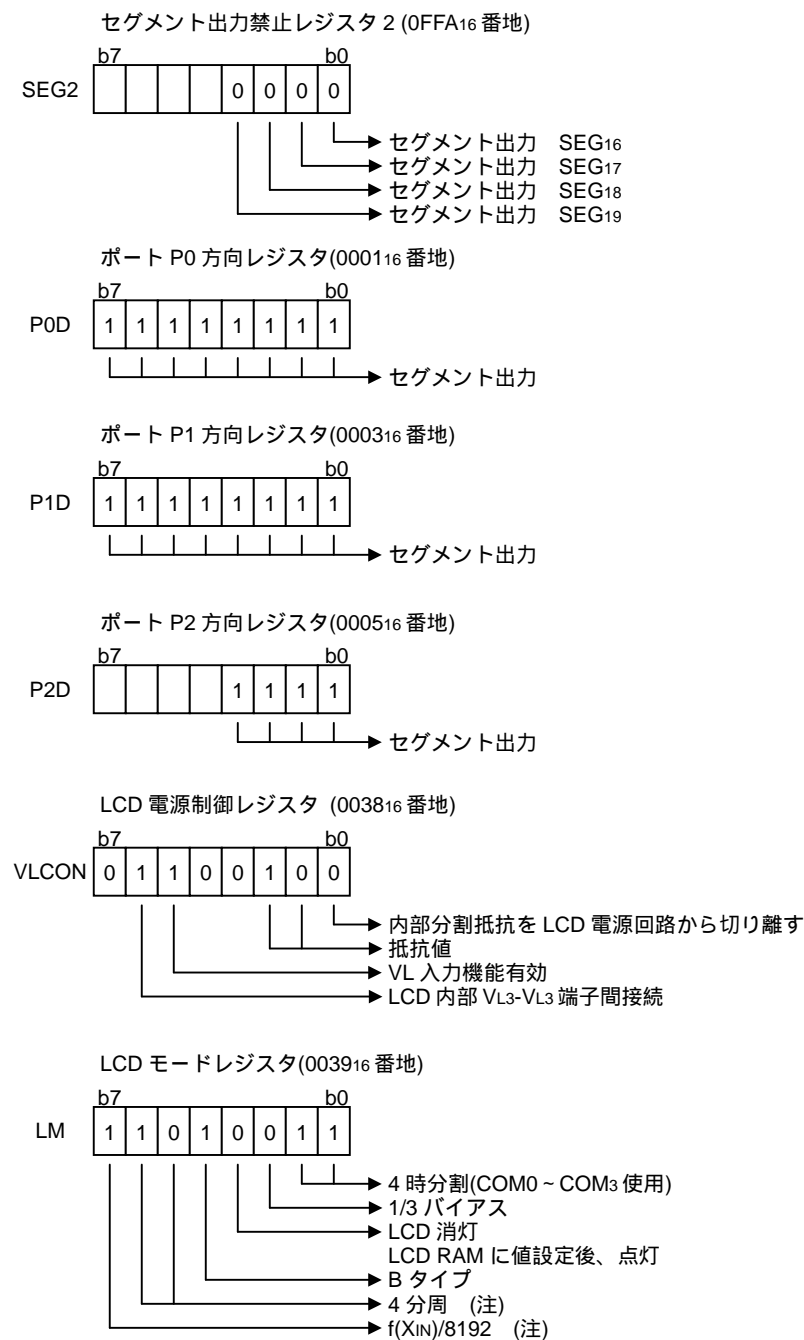 セグメント出力禁止レジスタ 2 (0FFA16 番地)
b7 b0
SEG2 0 0 0 0
セグメント出力 SEG16
セグメント出力 SEG17
セグメント出力 SEG18
セグメント出力 SEG19
ポート P0 方向レジスタ(000116 番地)
b7 b0
P0D 1 1 1 1 1 1 1 1
セグメント出力
ポート P1 方向レジスタ(000316 番地)
b7 b0
P1D 1 1 1 1 1 1 1 1
セグメント出力
ポート P2 方向レジスタ(000516 番地)
b7 b0
P2D 1 1 1 1
セグメント出力
LCD 電源制御レジスタ (003816 番地)
b7 b0
VLCON 0 1 1 0 0 1 0 0
内部分割抵抗を LCD 電源回路から切り離す
抵抗値
VL 入力機能有効
LCD 内部 VL3-VL3 端子間接続
LCD モードレジスタ(003916 番地)
b7 b0
LM 1 1 0 1 0 0 1 1
4 時分割(COM0 ~ COM3 使用)
1/3 バイアス
LCD 消灯
LCD RAM に値設定後、点灯
B タイプ
4 分周 (注)
f(XIN)/8192 (注)